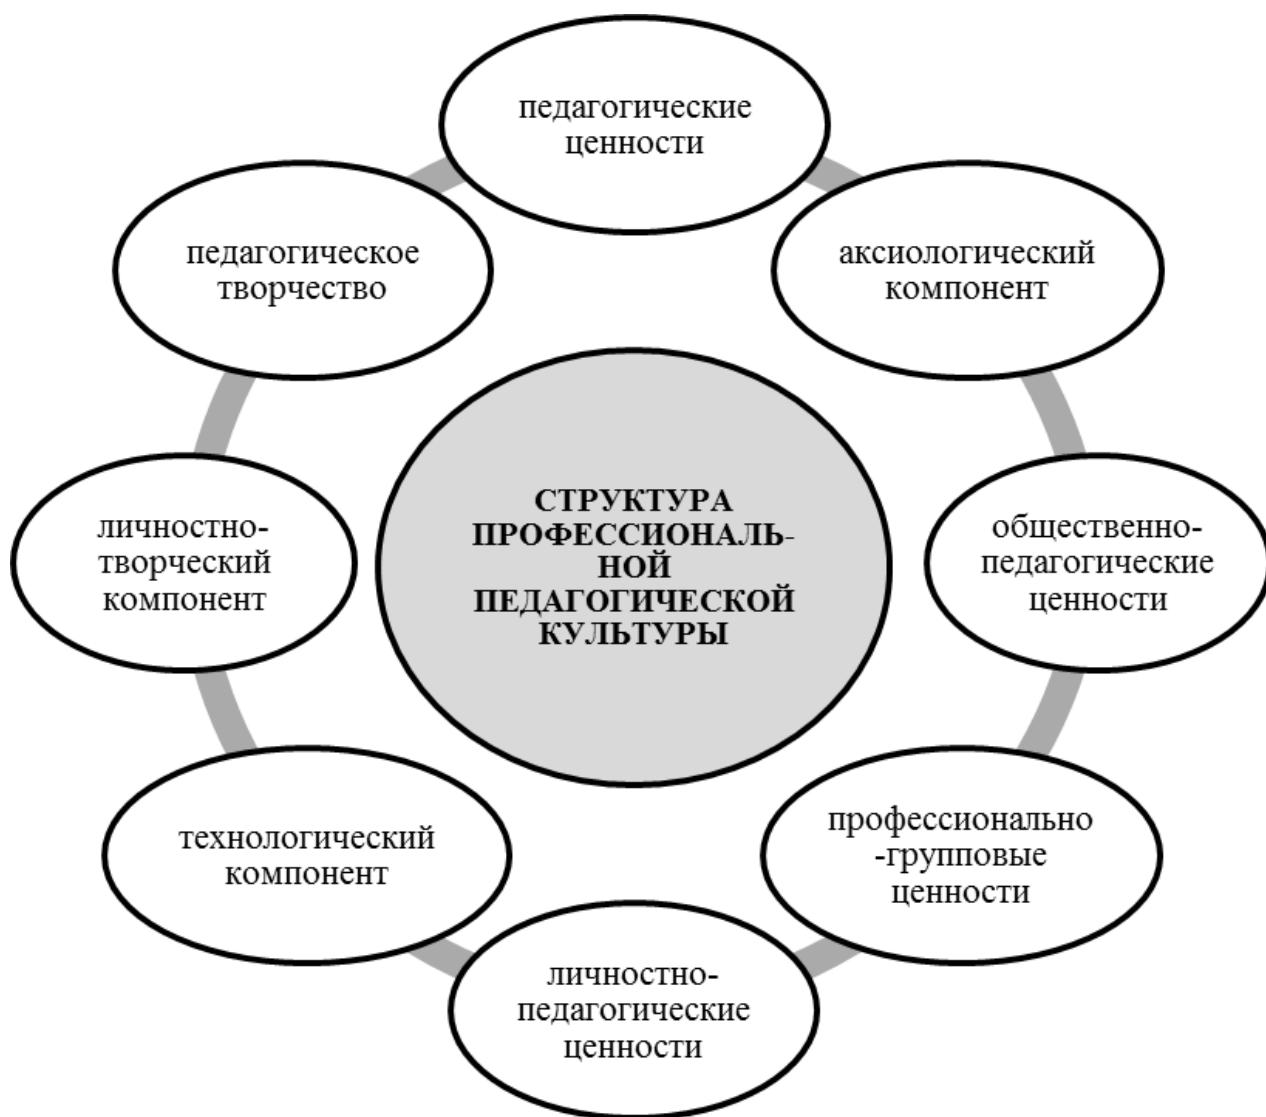 педагогические
ценности
аксиологический
компонент
общественно-
педагогические
ценности
профессионально
-групповые
ценности
личностно-
педагогические
ценности
технологический
компонент
личностно-
творческий
компонент
педагогическое
творчество
СТРУКТУРА
ПРОФЕССИОНАЛЬ-
НОЙ
ПЕДАГОГИЧЕСКОЙ
КУЛЬТУРЫ